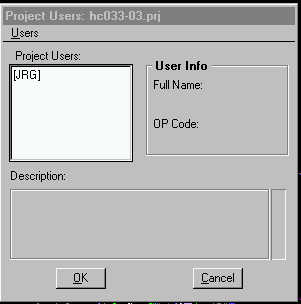 Project Users: hc033-03.prj
Users
Project Users:
[JRG]
User Info
Full Name:
OP Code:
Description:
OK
Cancel